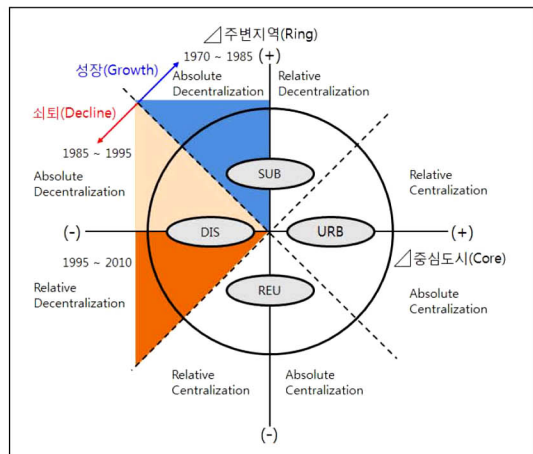 ⊿주변지역(Ring)
1970 ~ 1985
(+)
성장(Growth)
Absolute
Decentralization
Relative
Decentralization
쇠퇴(Decline)
1985 ~ 1995
Absolute
Decentralization
SUB
Relative
Centralization
(-)
DIS
URB
(+)
⊿중심도시(Core)
1995 ~ 2010
Relative
Decentralization
REU
Absolute
Centralization
Relative
Centralization
Absolute
Centralization
(-)